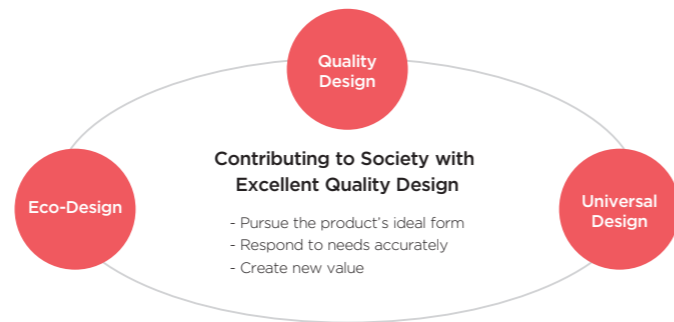 Quality
Design
Contributing to Society with
Excellent Quality Design
Eco-Design
Universal
Design
- Pursue the product's ideal form
- Respond to needs accurately
- Create new value